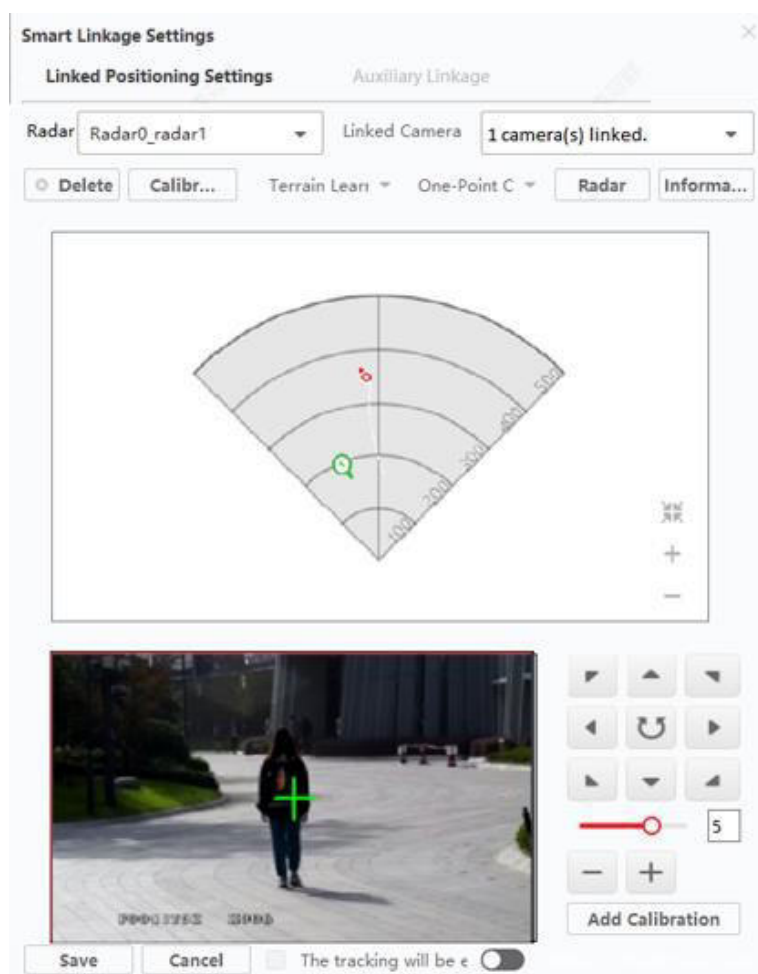 Smart Linkage Settings
Linked Positioning Settings Auxiliary Linkage
Radar Radar0_radar1 Linked Camera 1 camera(s) linked.
Delete Calibr... Terrain Lear One-Point C Radar Informa...
500
400
300
200
100
5
Add Calibration
Save Cancel The tracking will be e